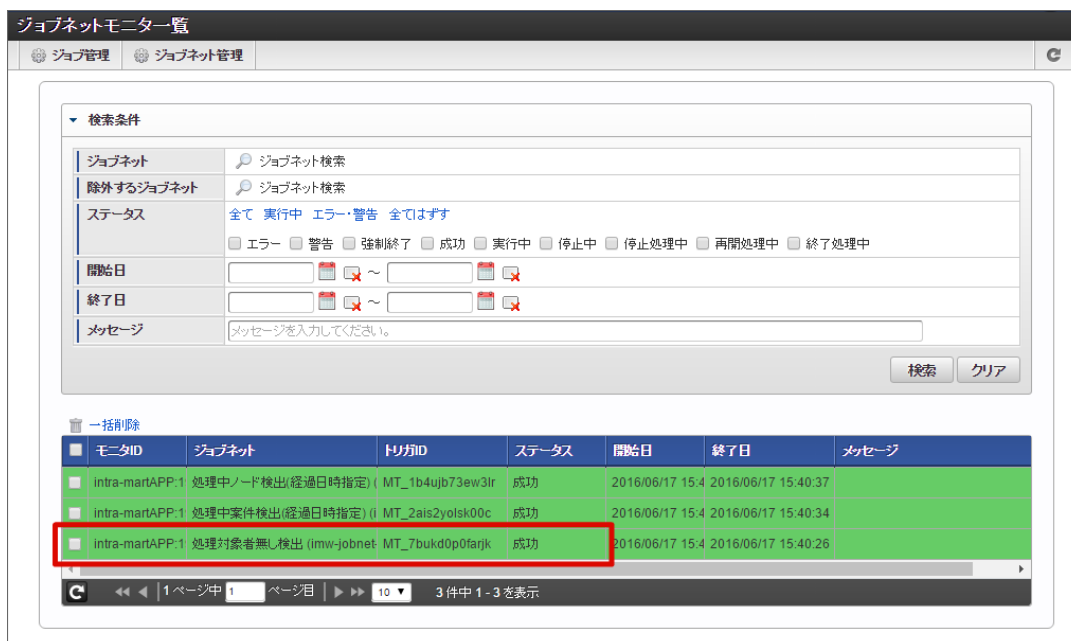 ジョブネットモニター覧
ジョブ管理 ジョブネット管理
検索条件
ジョブネット ジョブネット検索
除外するジョブネット ジョブネット検索
ステータス 全て 実行中 エラー・警告 全てはずす
エラー 警告 強制終了 成功 実行中 停止中 停止処理中 再開処理中 終了処理中
開始日 ～
終了日 ～
メッセージ メッセージを入力してください。
検索 クリア
一括削除
モニタID ジョブネット トリガID ステータス 開始日 終了日 メッセージ
intra-martAPP:1 処理中ノード検出(経過日時指定) ( MT_1b4ujb73ew3lr 成功 2016/06/17 15:4 2016/06/17 15:40:37
intra-martAPP:1 処理中案件検出(経過日時指定) (i MT_2ais2yolsk00c 成功 2016/06/17 15:4 2016/06/17 15:40:34
intra-martAPP:1 処理対象者無し検出 (imw-jobnet- MT_7bukd0p0farjk 成功 2016/06/17 15:4 2016/06/17 15:40:26
1ページ中 1 ページ目 10 3件中 1 - 3 を表示